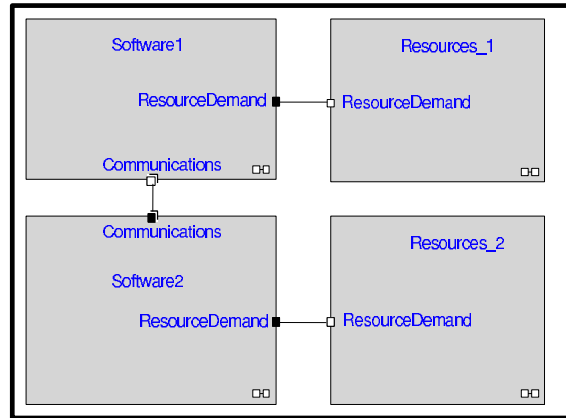 Software1
Resources_1
ResourceDemand
ResourceDemand
Communications
Communications
Resources_2
Software2
ResourceDemand
ResourceDemand